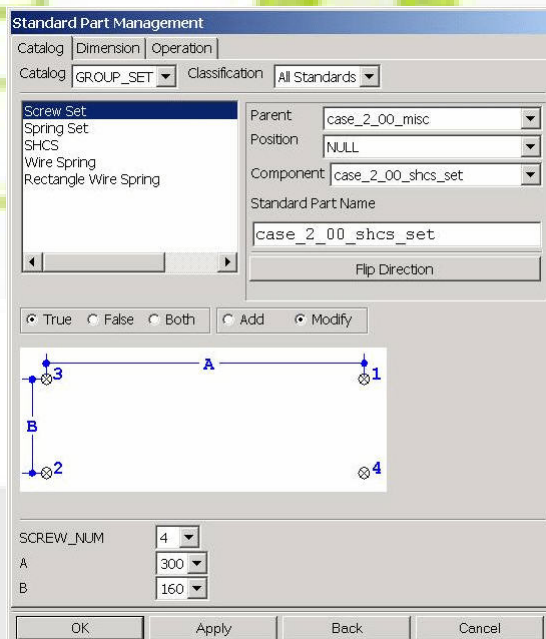 Standard Part Management
Catalog Dimension Operation
Catalog GROUP_SET Classification All Standards
Screw Set
Spring Set
SHCS
Wire Spring
Rectangle Wire Spring
Parent case_2_00_misc
Position NULL
Component case_2_00_shcs_set
Standard Part Name
case_2_00_shcs_set
Flip Direction
True False Both Add Modify
A
3 1
B
2 4
SCREW_NUM 4
A 300
B 160
OK Apply Back Cancel